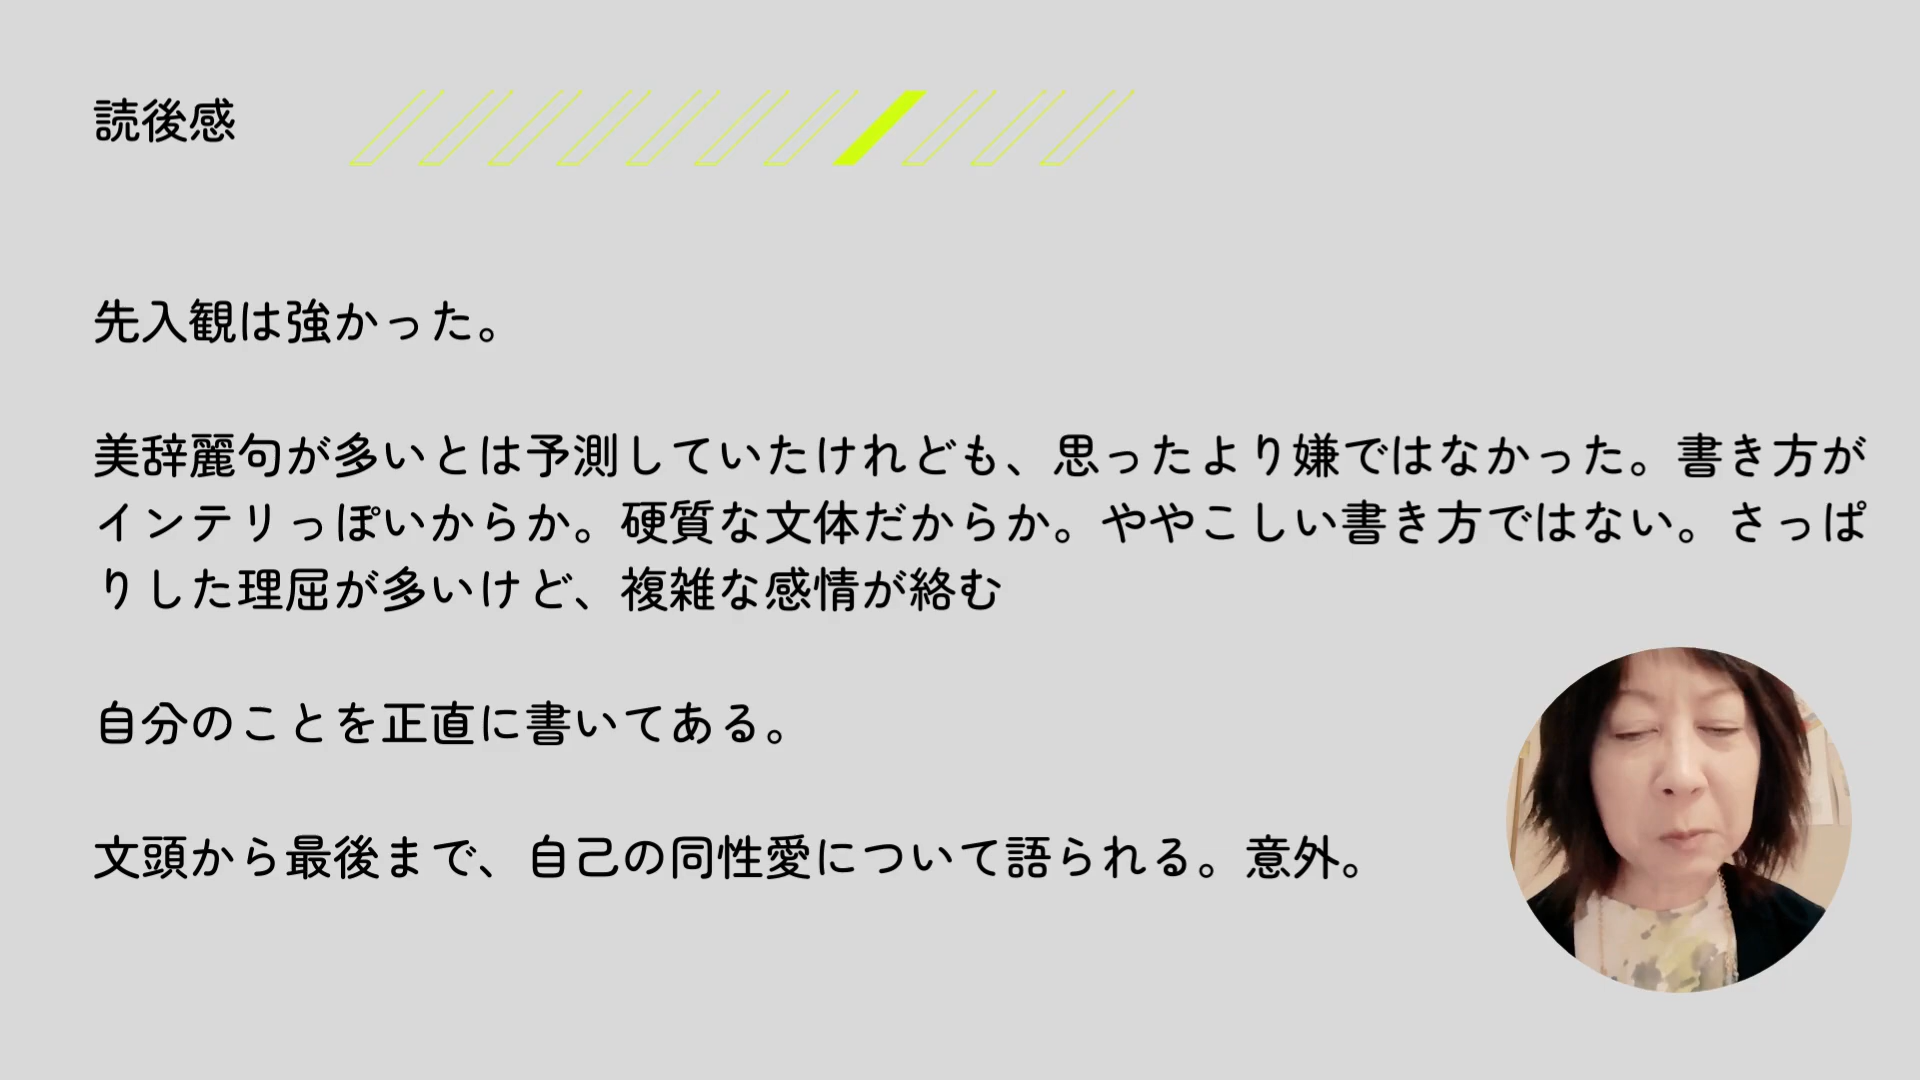 読後感
先入観は強かった。
美辞麗句が多いとは予測していたけれども、思ったより嫌ではなかった。書き方が
インテリっぽいからか。硬質な文体だからか。ややこしい書き方ではない。さっぱ
りした理屈が多いけど、複雑な感情が絡む
自分のことを正直に書いてある。
文頭から最後まで、自己の同性愛について語られる。意外。